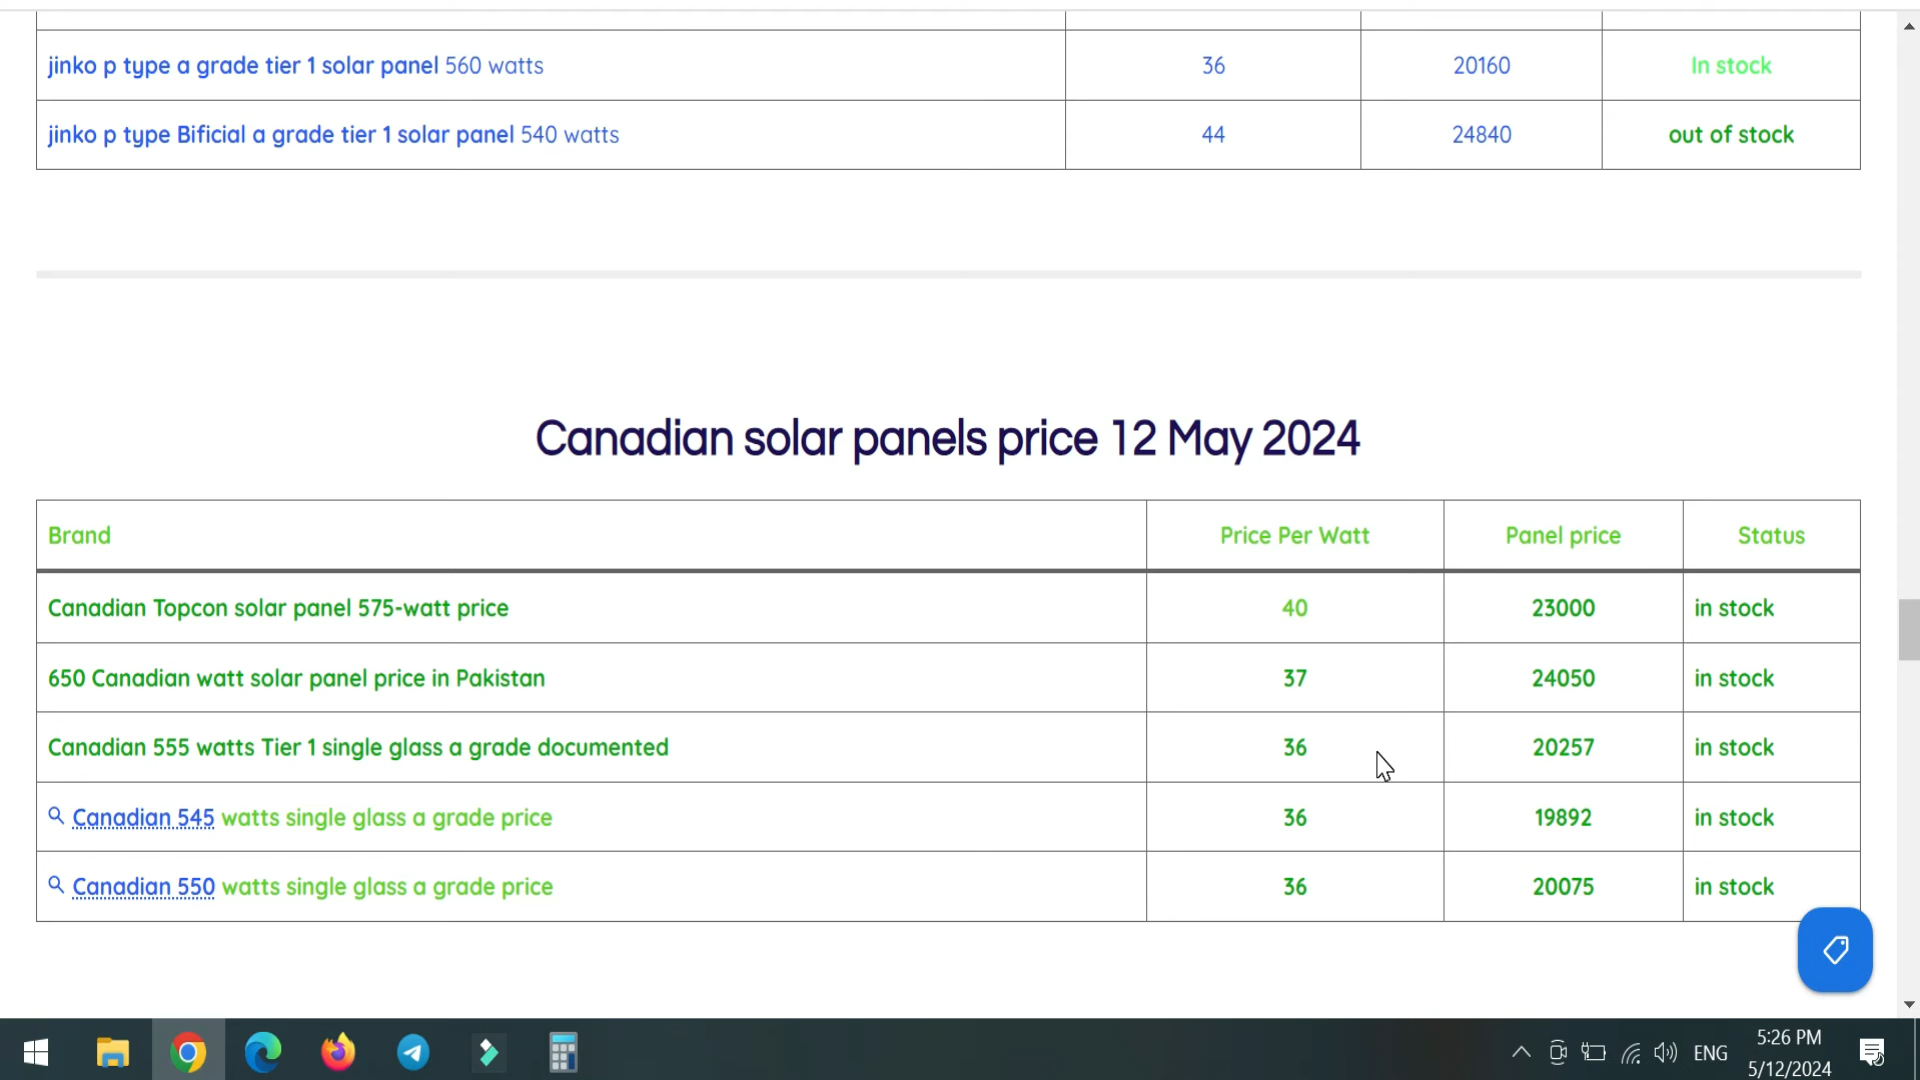 jinko p type a grade tier 1 solar panel 560 watts 36 20160 In stock
jinko p type Bificial a grade tier 1 solar panel 540 watts 44 24840 out of stock
Canadian solar panels price 12 May 2024
Brand Price Per Watt Panel price Status
Canadian Topcon solar panel 575-watt price 40 23000 in stock
650 Canadian watt solar panel price in Pakistan 37 24050 in stock
Canadian 555 watts Tier 1 single glass a grade documented 36 20257 in stock
Canadian 545 watts single glass a grade price 36 19892 in stock
Canadian 550 watts single glass a grade price 36 20075 in stock
ENG
5:26 PM
5/12/2024